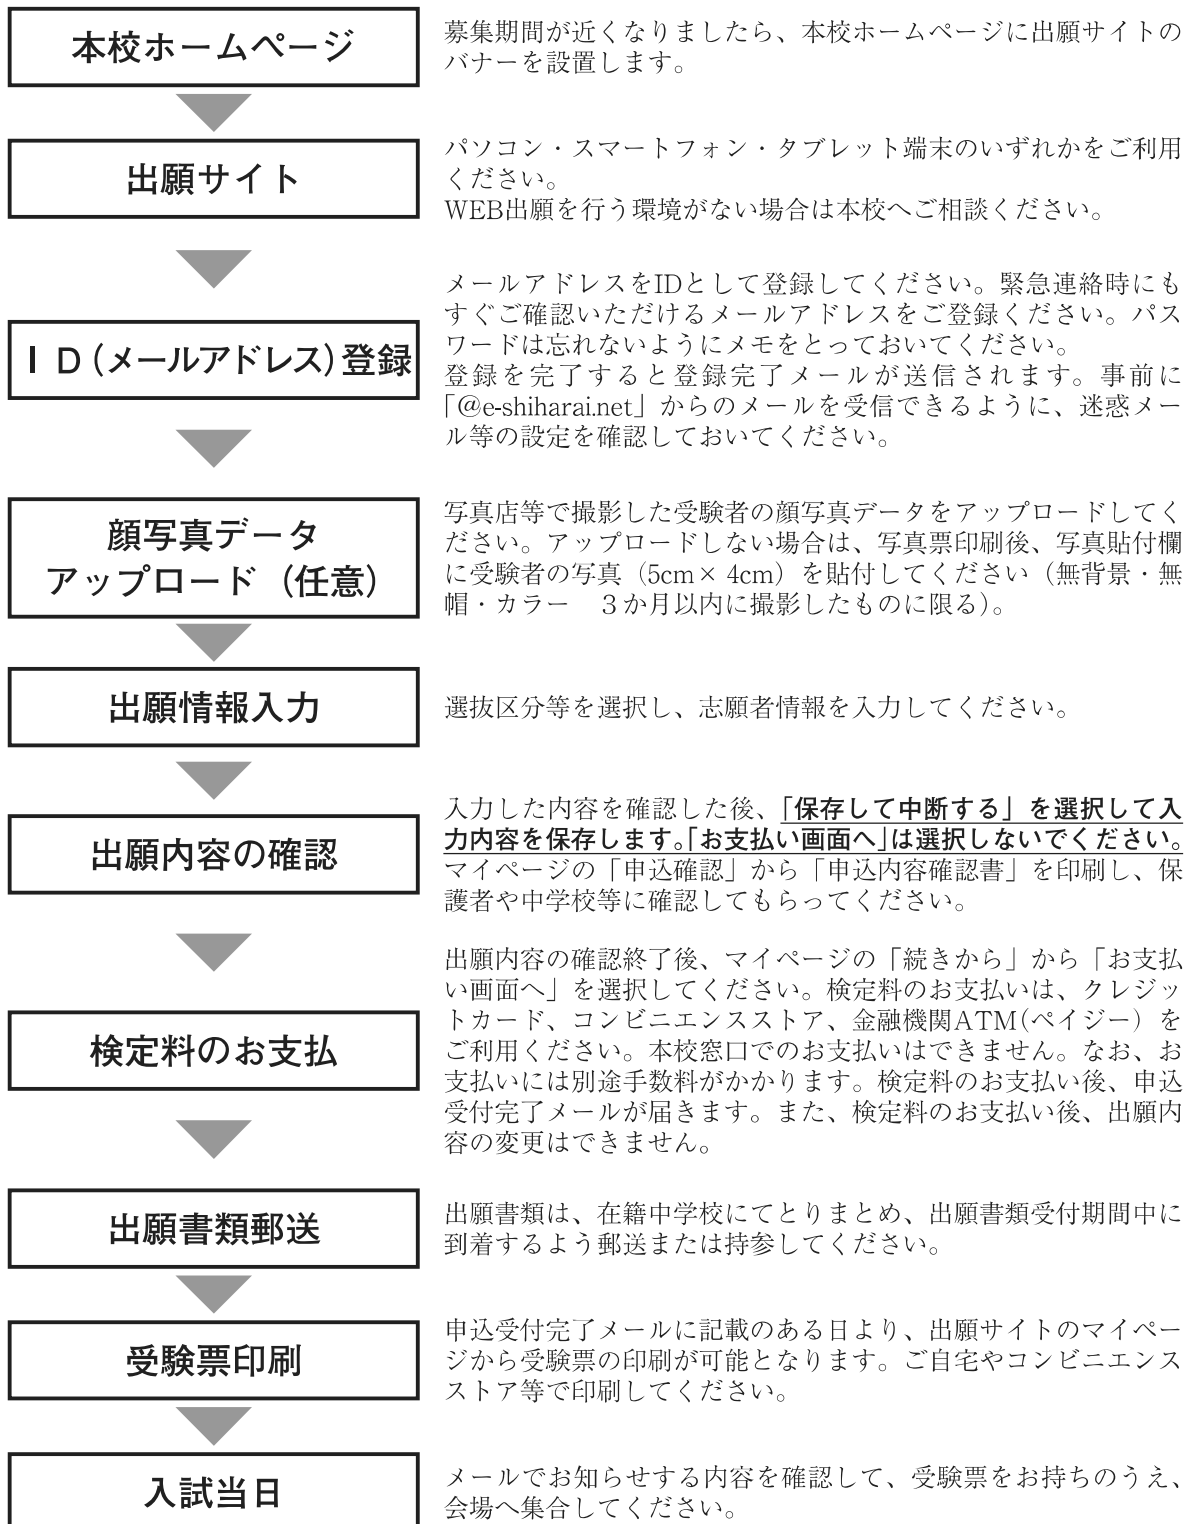 本校ホームページ
募集期間が近くなりましたら、本校ホームページに出願サイトの
バナーを設置します。
出願サイト
パソコン・スマートフォン・タブレット端末のいずれかをご利用
ください。
WEB出願を行う環境がない場合は本校へご相談ください。
ＩＤ(メールアドレス)登録
メールアドレスをIDとして登録してください。緊急連絡時にも
すぐご確認いただけるメールアドレスをご登録ください。パス
ワードは忘れないようにメモをとっておいてください。
登録を完了すると登録完了メールが送信されます。事前に
「@e-shiharai.net」からのメールを受信できるように、迷惑メー
ル等の設定を確認しておいてください。
顔写真データ
アップロード（任意）
写真店等で撮影した受験者の顔写真データをアップロードしてく
ださい。アップロードしない場合は、写真票印刷後、写真貼付欄
に受験者の写真（5cm×4cm）を貼付してください（無背景・無
帽・カラー　３か月以内に撮影したものに限る）。
出願情報入力
選抜区分等を選択し、志願者情報を入力してください。
出願内容の確認
入力した内容を確認した後、「保存して中断する」を選択して入
力内容を保存します。「お支払い画面へ」は選択しないでください。
マイページの「申込確認」から「申込内容確認書」を印刷し、保
護者や中学校等に確認してもらってください。
検定料のお支払
出願内容の確認終了後、マイページの「続きから」から「お支払
い画面へ」を選択してください。検定料のお支払いは、クレジッ
トカード、コンビニエンスストア、金融機関ATM(ペイジー）を
ご利用ください。本校窓口でのお支払いはできません。なお、お
支払いには別途手数料がかかります。検定料のお支払い後、申込
受付完了メールが届きます。また、検定料のお支払い後、出願内
容の変更はできません。
出願書類郵送
出願書類は、在籍中学校にてとりまとめ、出願書類受付期間中に
到着するよう郵送または持参してください。
受験票印刷
申込受付完了メールに記載のある日より、出願サイトのマイペー
ジから受験票の印刷が可能となります。ご自宅やコンビニエンス
ストア等で印刷してください。
入試当日
メールでお知らせする内容を確認して、受験票をお持ちのうえ、
会場へ集合してください。